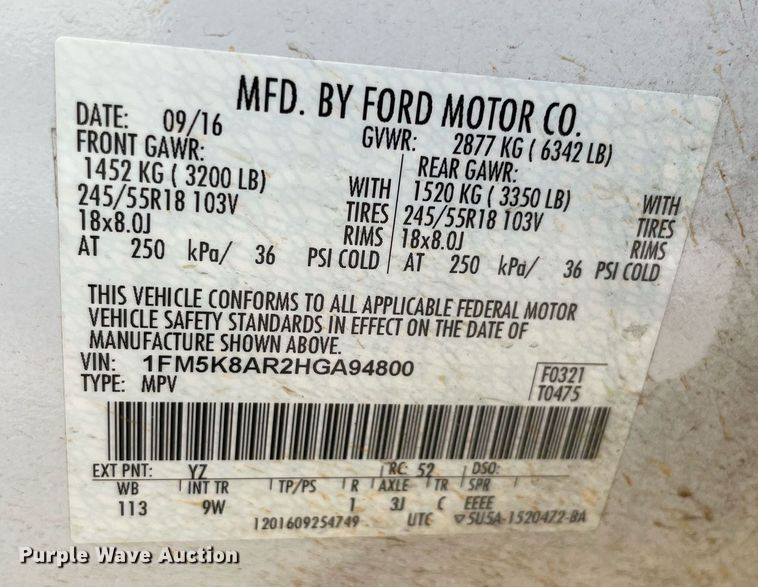 MFD. BY FORD MOTOR CO.
DATE: 09/16 GVWR: 2877 KG ( 6342 LB)
FRONT GAWR: REAR GAWR:
1452 KG ( 3200 LB) WITH 1520 KG ( 3350 LB) WITH
245/55R18 103V TIRES 245/55R18 103V TIRES
18x8.0J RIMS 18x8.0J RIMS
AT 250 kPa/ 36 PSI COLD AT 250 kPa/ 36 PSI COLD
THIS VEHICLE CONFORMS TO ALL APPLICABLE FEDERAL MOTOR
VEHICLE SAFETY STANDARDS IN EFFECT ON THE DATE OF
MANUFACTURE SHOWN ABOVE.
VIN: 1FM5K8AR2HGA94800 F0321
TYPE: MPV T0475
EXT PNT: YZ RC: 52 DSO:
WB INT TR TP/PS R AXLE TR SPR
113 9W 1 3J C EEEE
1201609254749 UTC ▽5U5A-1520472-BA
Purple Wave Auction